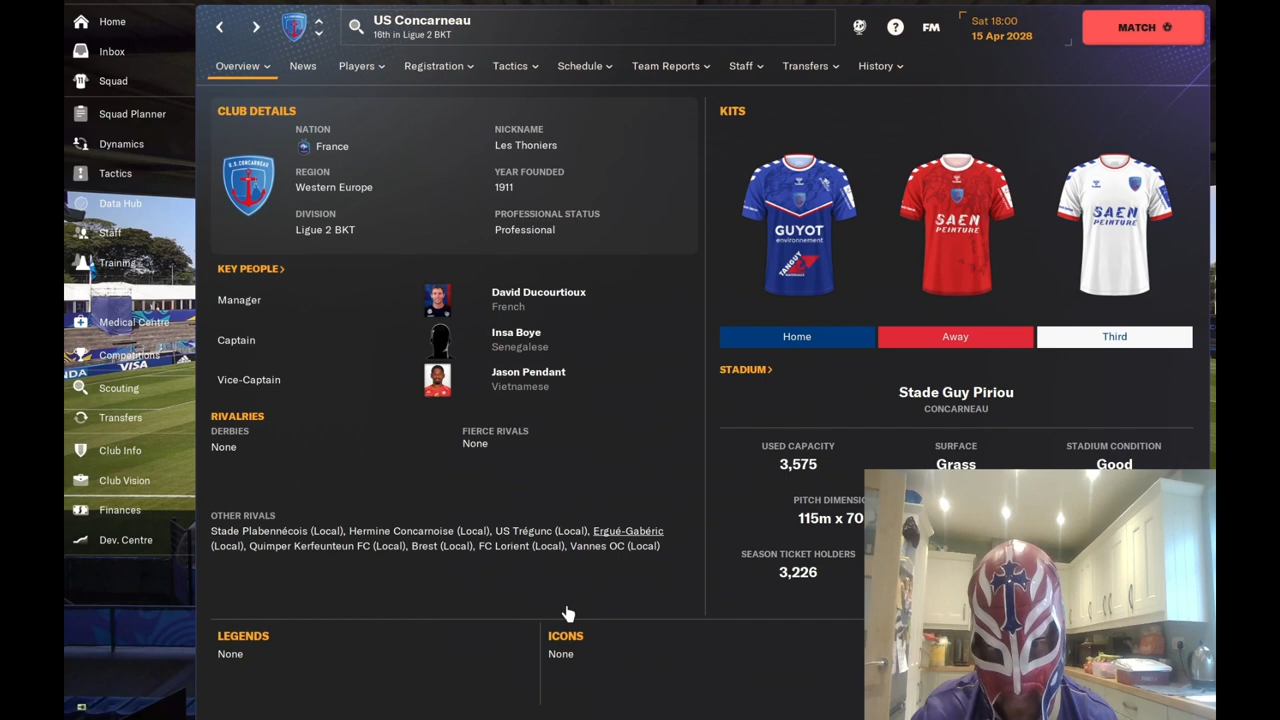 Home
Inbox
Squad
Squad Planner
Dynamics
Tactics
Data Hub
Staff
Training
Medical Centre
Competitions
VISA
Scouting
Transfers
Club Info
Club Vision
Finances
Dev. Centre
US Concarneau
16th in Ligue 2 BKT
?
FM
Sat 18:00
15 Apr 2028
MATCH
Overview
News
Players
Registration
Tactics
Schedule
Team Reports
Staff
Transfers
History
CLUB DETAILS
U.S. CONCARNEAU
NATION
France
NICKNAME
Les Thoniers
REGION
Western Europe
YEAR FOUNDED
1911
DIVISION
Ligue 2 BKT
PROFESSIONAL STATUS
Professional
KEY PEOPLE >
Manager
David Ducourtioux
French
Captain
Insa Boye
Senegalese
Vice-Captain
Jason Pendant
Vietnamese
RIVALRIES
DERBIES
None
FIERCE RIVALS
None
OTHER RIVALS
Stade Plabennécois (Local), Hermine Concarnoise (Local), US Trégunc (Local), Ergué-Gabéric
(Local), Quimper Kerfeunteun FC (Local), Brest (Local), FC Lorient (Local), Vannes OC (Local)
LEGENDS
None
ICONS
None
KITS
GUYOT
environnement
TANGUY
SAEN
PEINTURE
SAEN
PEINTURE
Home
Away
Third
STADIUM >
Stade Guy Piriou
CONCARNEAU
USED CAPACITY
3,575
SURFACE
Grass
STADIUM CONDITION
Good
PITCH DIMENSIO
115m x 70
SEASON TICKET HOLDERS
3,226